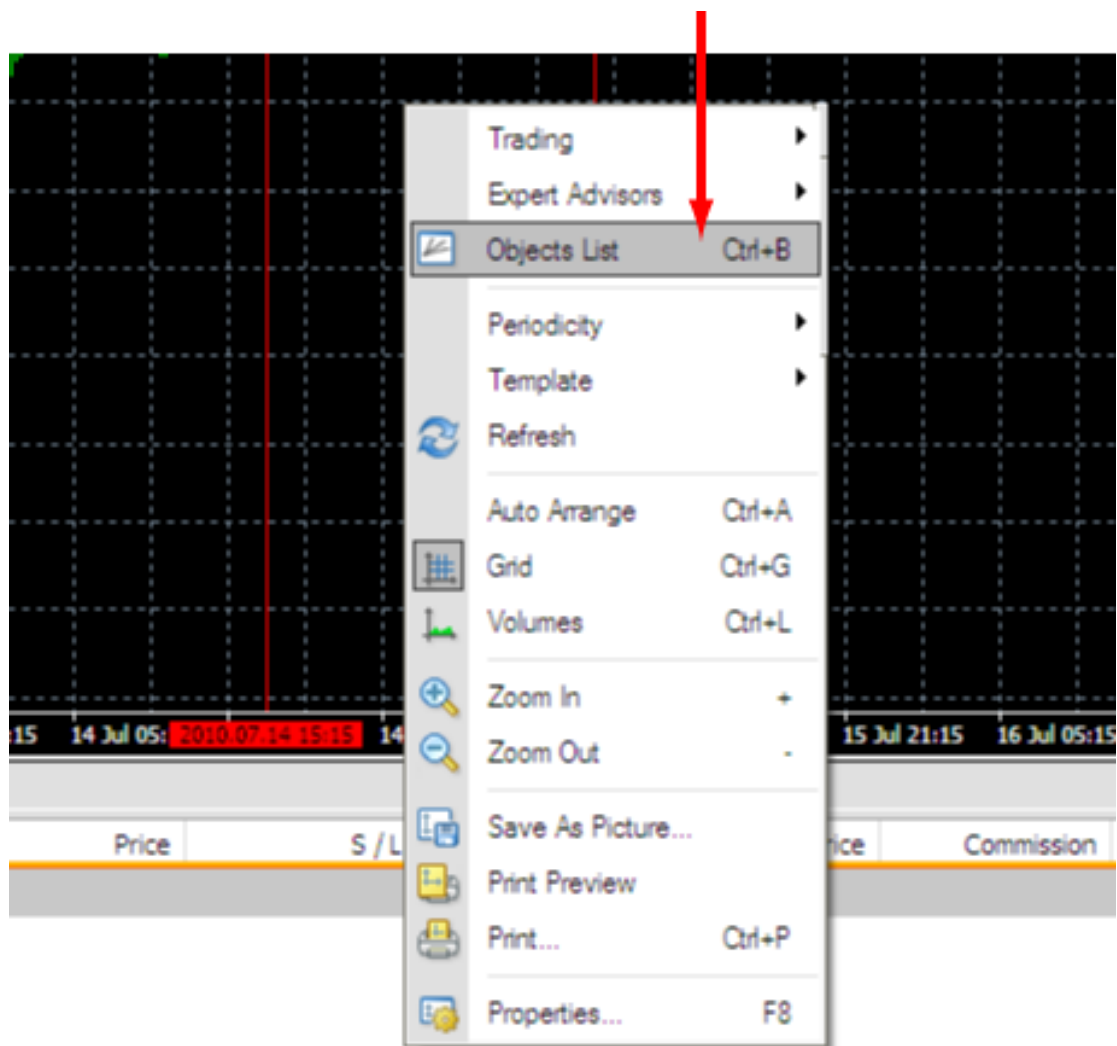 Trading
Expert Advisors
Objects List Ctrl+B
Periodicity
Template
Refresh
Auto Arrange Ctrl+A
Grid Ctrl+G
Volumes Ctrl+L
Zoom In +
Zoom Out -
:15 14 Jul 05: 2010.07.14 15:15 14 15 Jul 21:15 16 Jul 05:15
Save As Picture...
Price S / L rice Commission
Print Preview
Print... Ctrl+P
Properties... F8